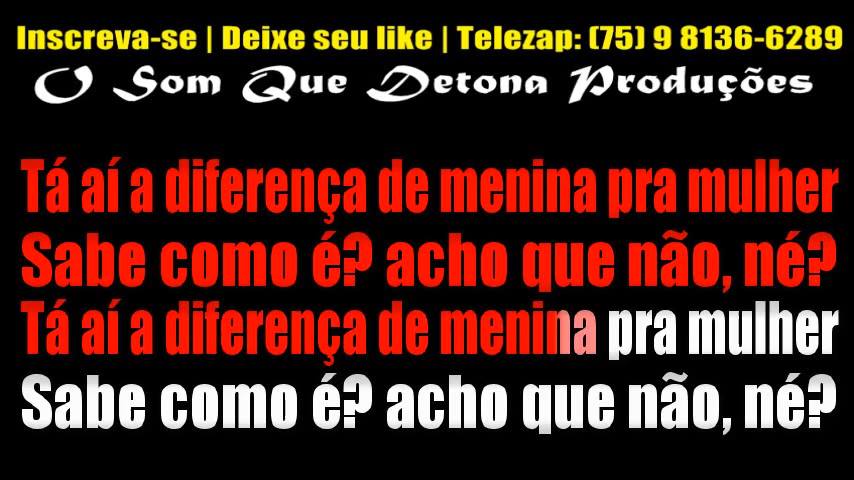 Inscreva-se | Deixe seu like | Telezap: (75) 9 8136-6289
O Som Que Detona Produções
Tá aí a diferença de menina pra mulher
Sabe como é? acho que não, né?
Tá aí a diferença de menina pra mulher
Sabe como é? acho que não, né?